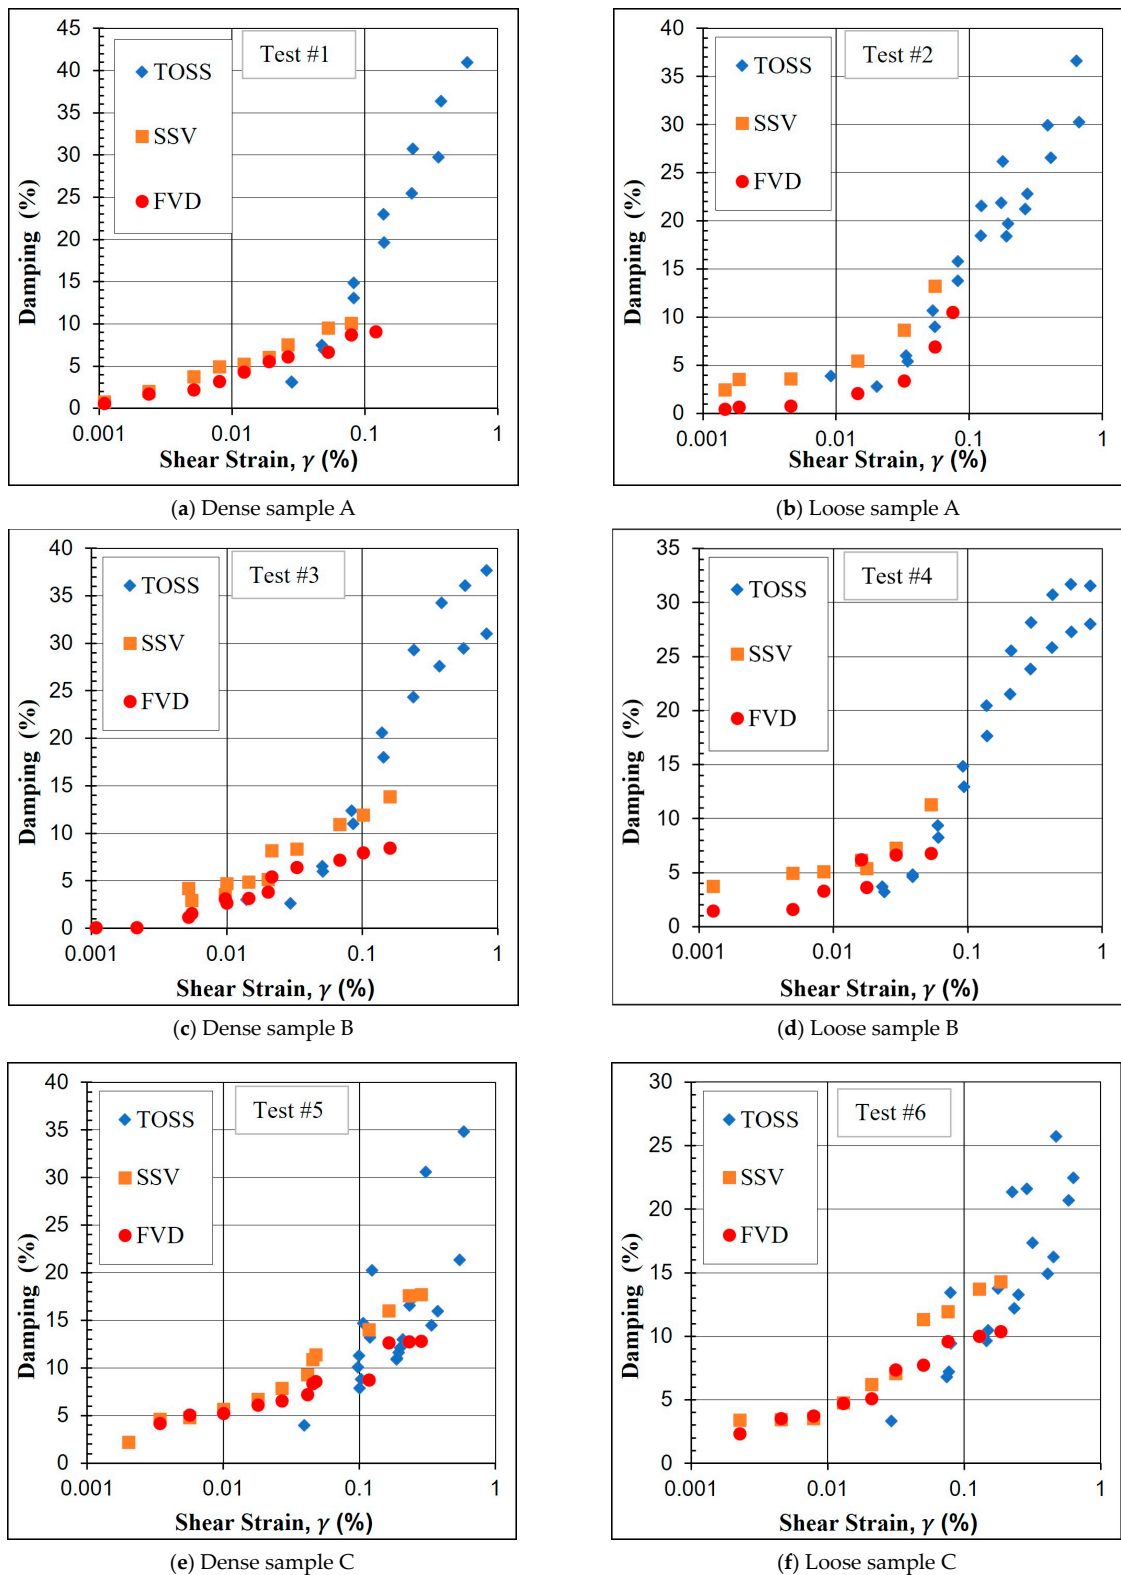 Test #1
TOSS
SSV
FVD
45
40
35
30
25
20
15
10
5
0
Damping (%)
0.001
0.01
0.1
1
Shear Strain, γ (%)
(a) Dense sample A
Test #2
TOSS
SSV
FVD
40
35
30
25
20
15
10
5
0
Damping (%)
0.001
0.01
0.1
1
Shear Strain, γ (%)
(b) Loose sample A
Test #3
TOSS
SSV
FVD
40
35
30
25
20
15
10
5
0
Damping (%)
0.001
0.01
0.1
1
Shear Strain, γ (%)
(c) Dense sample B
Test #4
TOSS
SSV
FVD
35
30
25
20
15
10
5
0
Damping (%)
0.001
0.01
0.1
1
Shear Strain, γ (%)
(d) Loose sample B
Test #5
TOSS
SSV
FVD
40
35
30
25
20
15
10
5
0
Damping (%)
0.001
0.01
0.1
1
Shear Strain, γ (%)
(e) Dense sample C
Test #6
TOSS
SSV
FVD
30
25
20
15
10
5
0
Damping (%)
0.001
0.01
0.1
1
Shear Strain, γ (%)
(f) Loose sample C